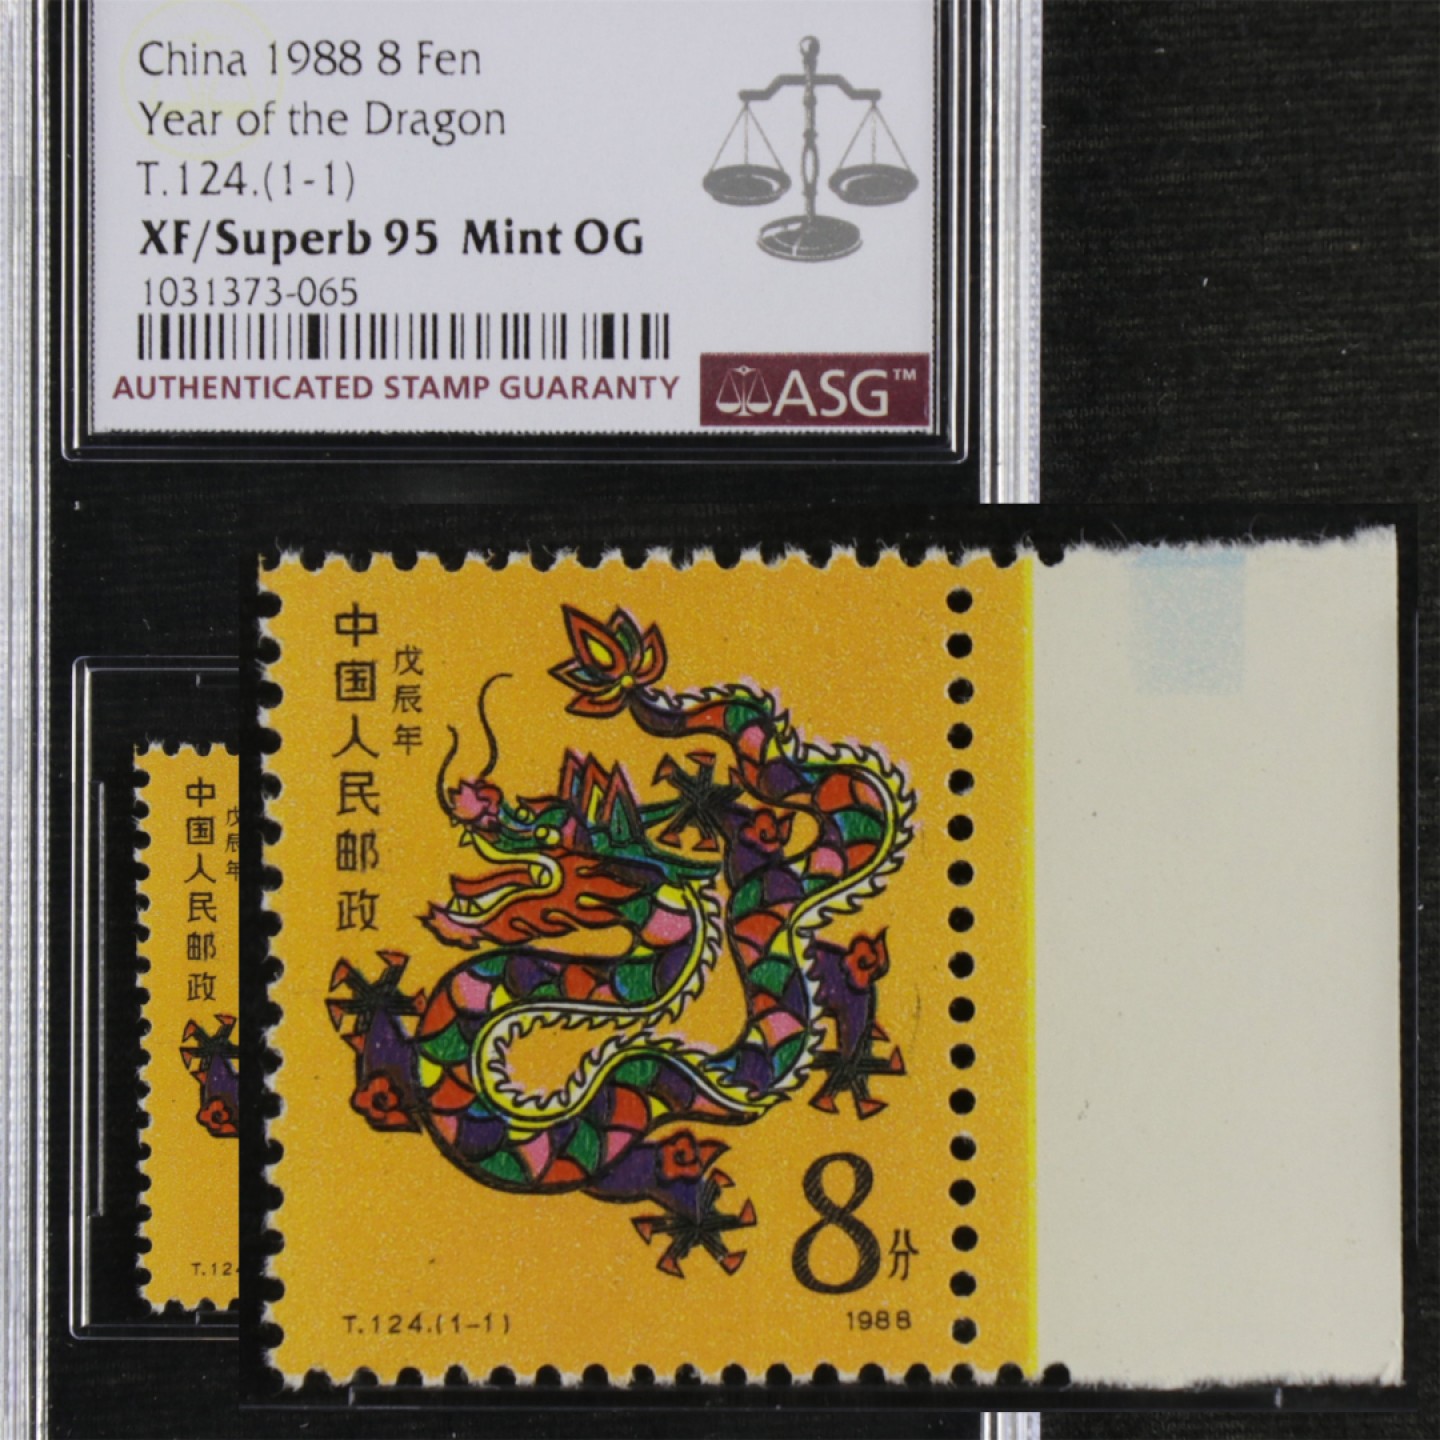 China 1988 8 Fen
Year of the Dragon
T.124.(1-1)
XF/Superb 95 Mint OG
1031373-065
AUTHENTICATED STAMP GUARANTY
ASG™
中国人民邮政
戊辰年
8分
T.124.(1-1)
1988
中国人民邮政
戊辰年
T.124